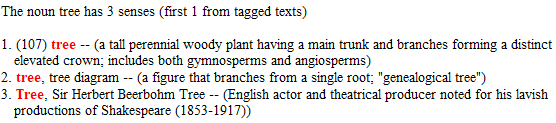 The noun tree has 3 senses (first 1 from tagged texts)
1. (107) tree -- (a tall perennial woody plant having a main trunk and branches forming a distinct
elevated crown; includes both gymnosperms and angiosperms)
2. tree, tree diagram -- (a figure that branches from a single root; "genealogical tree")
3. Tree, Sir Herbert Beerbohm Tree -- (English actor and theatrical producer noted for his lavish
productions of Shakespeare (1853-1917))